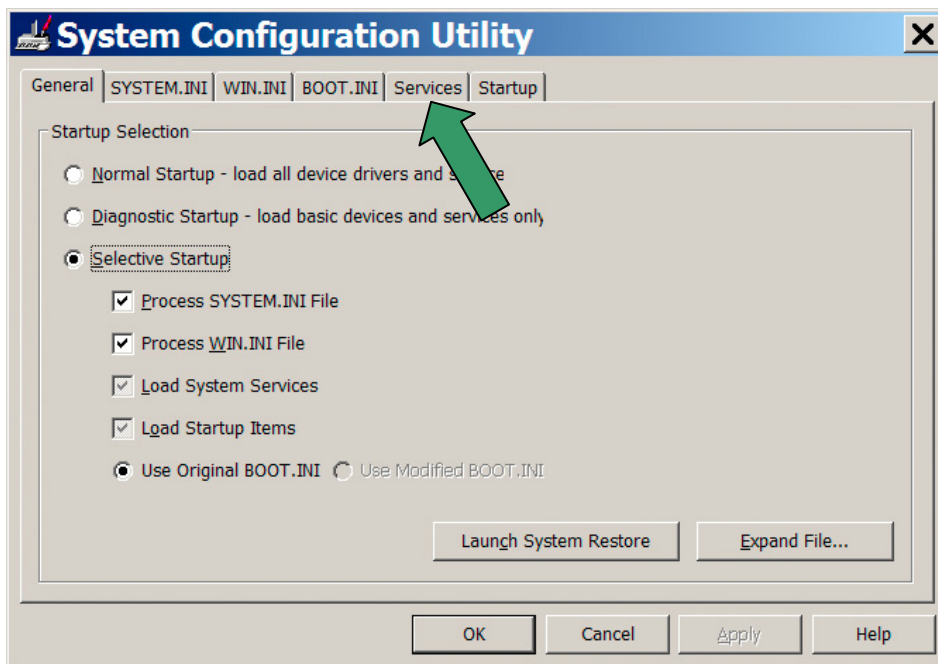 System Configuration Utility
General SYSTEM.INI WIN.INI BOOT.INI Services Startup
Startup Selection
Normal Startup - load all device drivers and
Diagnostic Startup - load basic devices and services only
Selective Startup
Process SYSTEM.INI File
Process WIN.INI File
Load System Services
Load Startup Items
Use Original BOOT.INI Use Modified BOOT.INI
Launch System Restore Expand File...
OK Cancel Apply Help